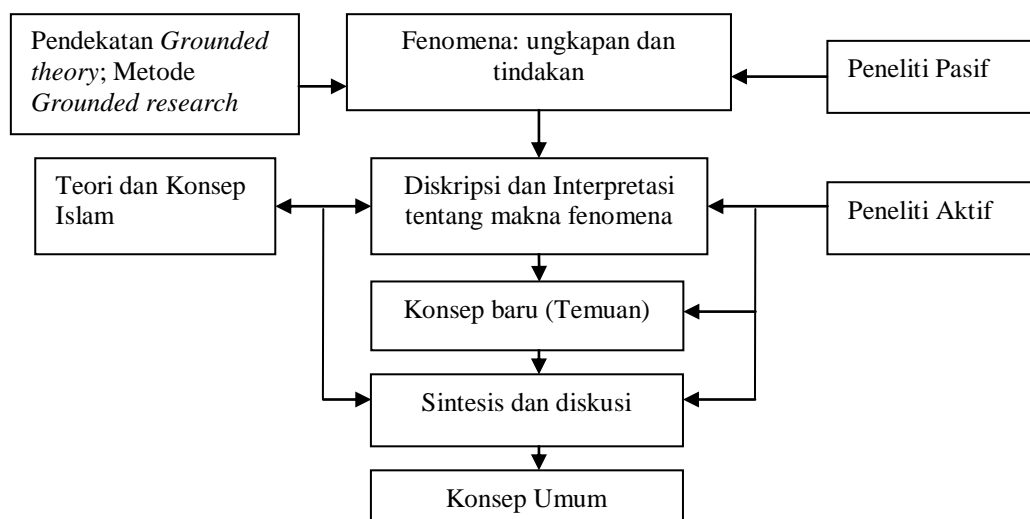 Pendekatan Grounded
theory; Metode
Grounded research
Fenomena: ungkapan dan
tindakan
Peneliti Pasif
Teori dan Konsep
Islam
Diskripsi dan Interpretasi
tentang makna fenomena
Peneliti Aktif
Konsep baru (Temuan)
Sintesis dan diskusi
Konsep Umum